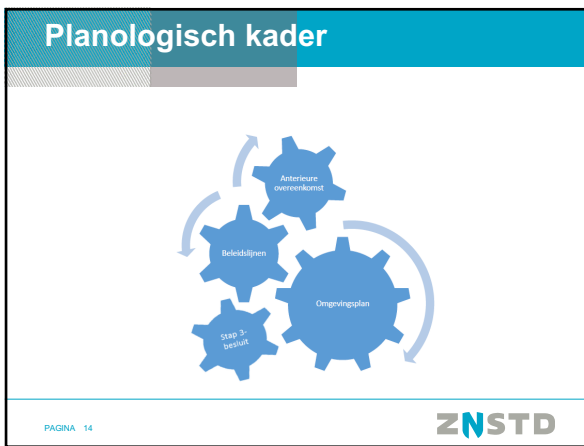 Planologisch kader
Anterieure
overeenkomst
Beleidslijnen
Omgevingsplan
Stap 3-
besluit
PAGINA 14
ZNSTD